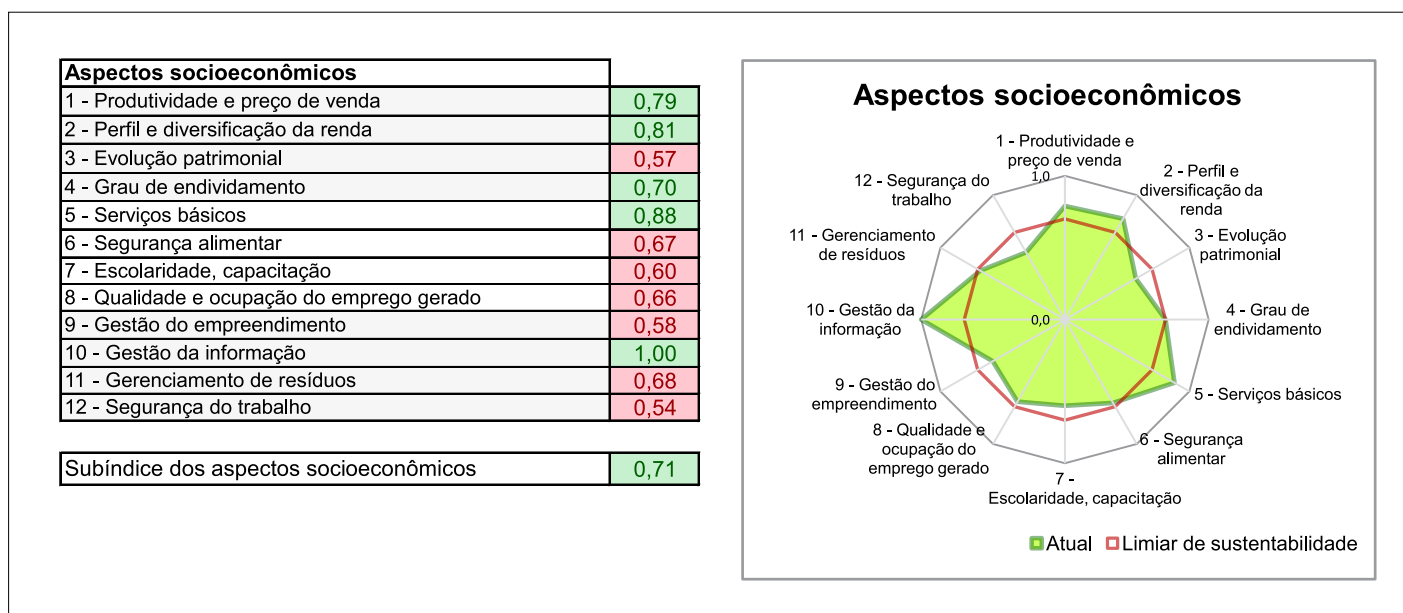 Aspectos socioeconômicos
1 - Produtividade e preço de venda 0,79
2 - Perfil e diversificação da renda 0,81
3 - Evolução patrimonial 0,57
4 - Grau de endividamento 0,70
5 - Serviços básicos 0,88
6 - Segurança alimentar 0,67
7 - Escolaridade, capacitação 0,60
8 - Qualidade e ocupação do emprego gerado 0,66
9 - Gestão do empreendimento 0,58
10 - Gestão da informação 1,00
11 - Gerenciamento de resíduos 0,68
12 - Segurança do trabalho 0,54
Subíndice dos aspectos socioeconômicos 0,71
Aspectos socioeconômicos
1 - Produtividade e
preço de venda
1,0
2 - Perfil e
diversificação da
renda
3 - Evolução
patrimonial
4 - Grau de
endividamento
5 - Serviços básicos
6 - Segurança
alimentar
7 -
Escolaridade, capacitação
8 - Qualidade e
ocupação do
emprego gerado
9 - Gestão do
empreendimento
10 - Gestão da
informação
0,0
11 - Gerenciamento
de resíduos
12 - Segurança do
trabalho
Atual
Limiar de sustentabilidade